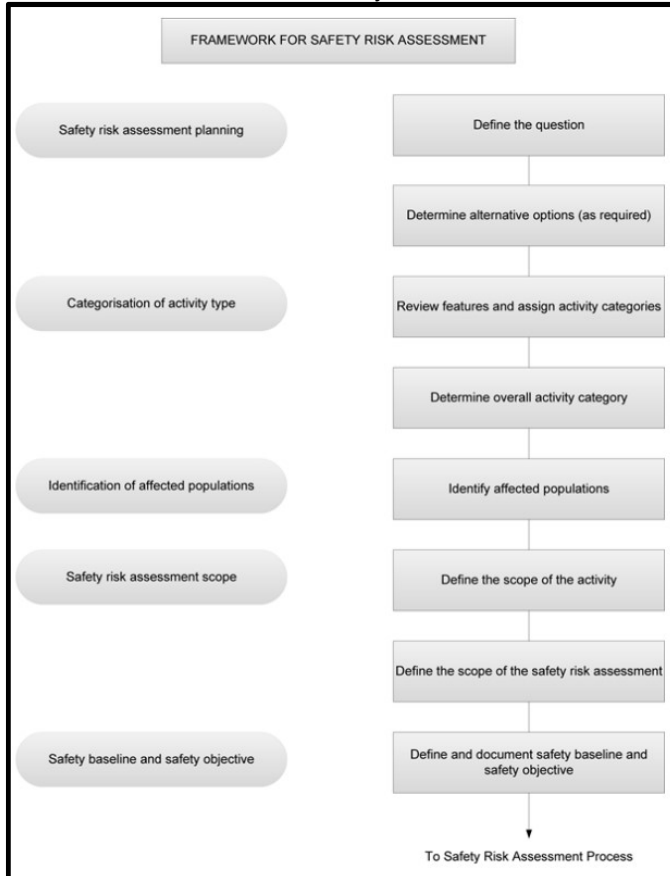 FRAMEWORK FOR SAFETY RISK ASSESSMENT
Safety risk assessment planning
Define the question
Determine alternative options (as required)
Categorisation of activity type
Review features and assign activity categories
Determine overall activity category
Identification of affected populations
Identify affected populations
Safety risk assessment scope
Define the scope of the activity
Define the scope of the safety risk assessment
Safety baseline and safety objective
Define and document safety baseline and
safety objective
To Safety Risk Assessment Process